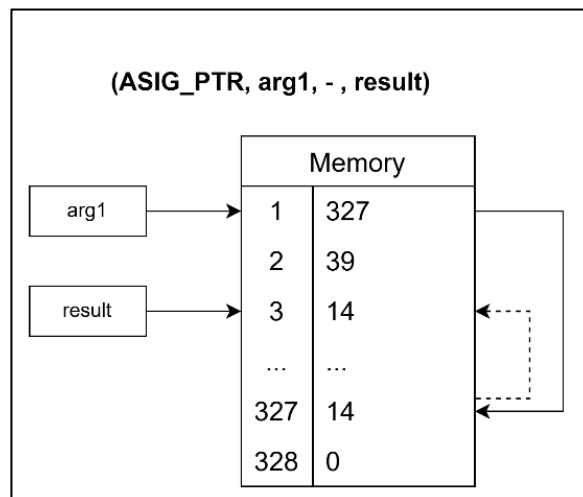 (ASIG_PTR, arg1, - , result)
Memory
arg1 1 327
2 39
result 3 14
... ...
327 14
328 0